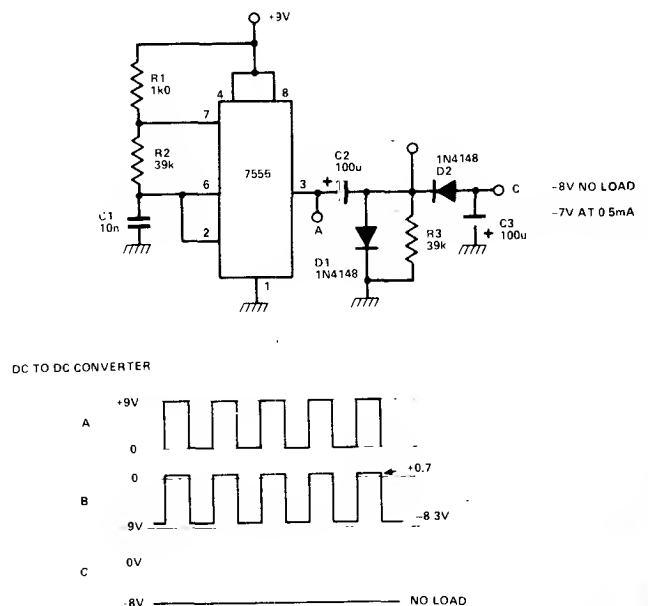 +9V
R1
1k0
4
8
7
R2
39k
7556
6
3
C1
10n
2
1
C2
100u
+
A
D1
1N4148
R3
39k
1N4148
D2
C
C3
+ 100u
-8V NO LOAD
-7V AT 0 5mA
DC TO DC CONVERTER
+9V
A
0
0
+0.7
B
9V
-8 3V
0V
C
-8V
NO LOAD